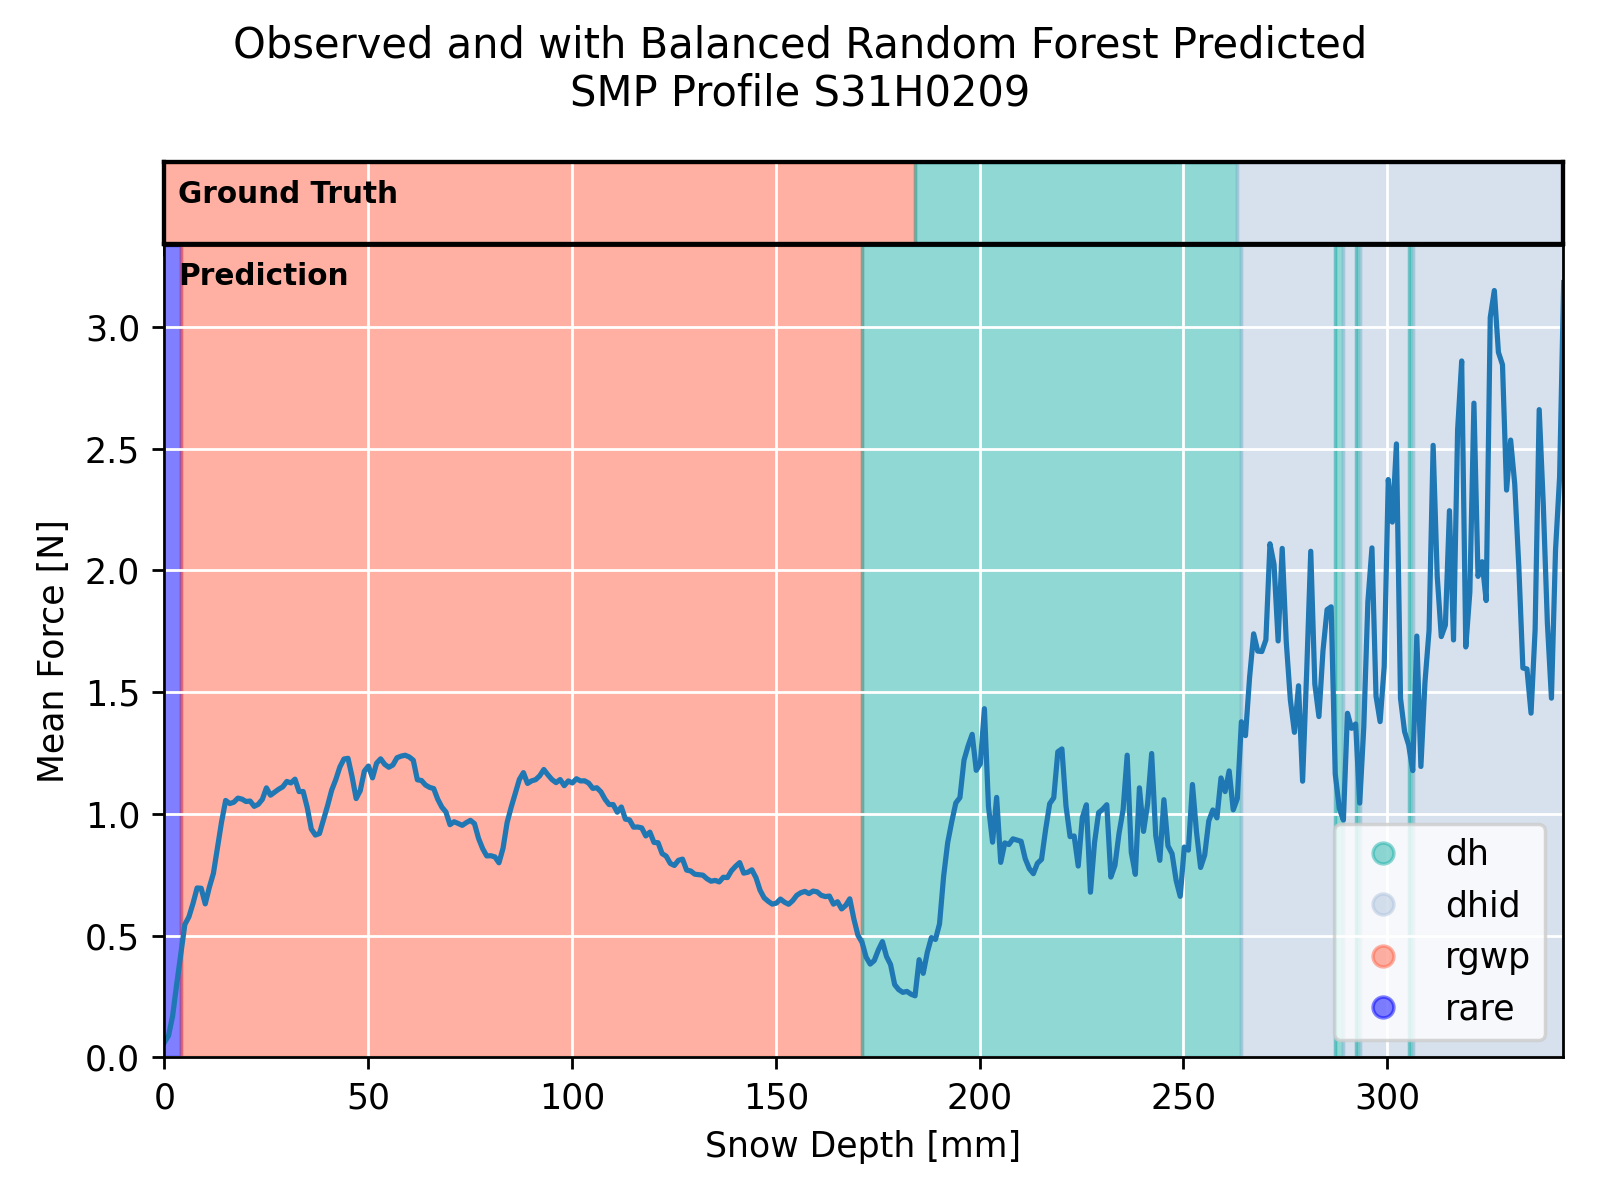 Observed and with Balanced Random Forest Predicted
SMP Profile S31H0209
Ground Truth
Prediction
3.0
2.5
2.0
1.5
1.0
0.5
0.0
Mean Force [N]
dh
dhid
rgwp
rare
0 50 100 150 200 250 300
Snow Depth [mm]